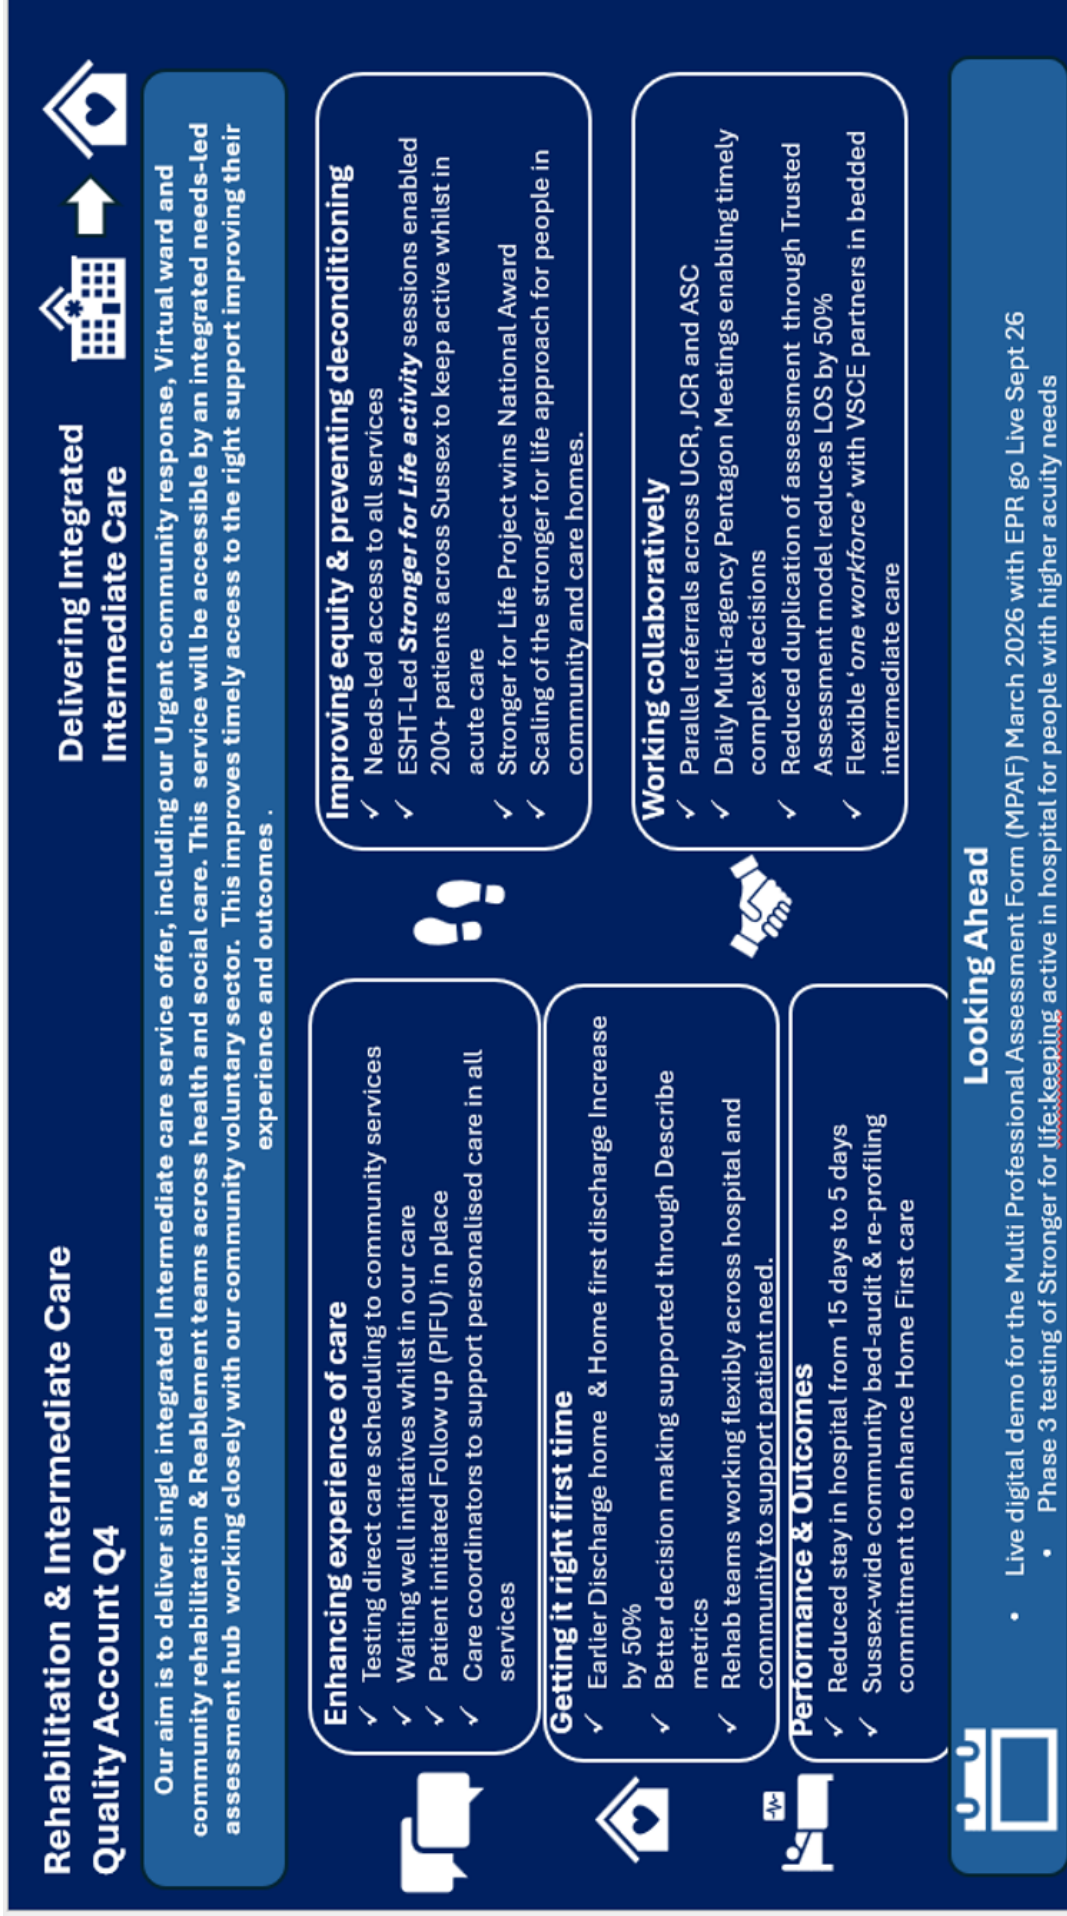 Rehabilitation & Intermediate Care
Quality Account Q4
Delivering Integrated
Intermediate Care
Our aim is to deliver single integrated Intermediate care service offer, including our Urgent community response, Virtual ward and
community rehabilitation & Reablement teams across health and social care. This service will be accessible by an integrated needs-led
assessment hub working closely with our community voluntary sector. This improves timely access to the right support improving their
experience and outcomes .
Enhancing experience of care
✓ Testing direct care scheduling to community services
✓ Waiting well initiatives whilst in our care
✓ Patient initiated Follow up (PIFU) in place
✓ Care coordinators to support personalised care in all
services
Getting it right first time
✓ Earlier Discharge home & Home first discharge Increase
by 50%
✓ Better decision making supported through Describe
metrics
✓ Rehab teams working flexibly across hospital and
community to support patient need.
Performance & Outcomes
✓ Reduced stay in hospital from 15 days to 5 days
✓ Sussex-wide community bed-audit & re-profiling
commitment to enhance Home First care
Improving equity & preventing deconditioning
✓ Needs-led access to all services
✓ ESHT-Led Stronger for Life activity sessions enabled
200+ patients across Sussex to keep active whilst in
acute care
✓ Stronger for Life Project wins National Award
✓ Scaling of the stronger for life approach for people in
community and care homes.
Working collaboratively
✓ Parallel referrals across UCR, JCR and ASC
✓ Daily Multi-agency Pentagon Meetings enabling timely
complex decisions
✓ Reduced duplication of assessment through Trusted
Assessment model reduces LOS by 50%
✓ Flexible ‘one workforce’ with VSCE partners in bedded
intermediate care
Looking Ahead
• Live digital demo for the Multi Professional Assessment Form (MPAF) March 2026 with EPR go Live Sept 26
• Phase 3 testing of Stronger for life:keeping active in hospital for people with higher acuity needs